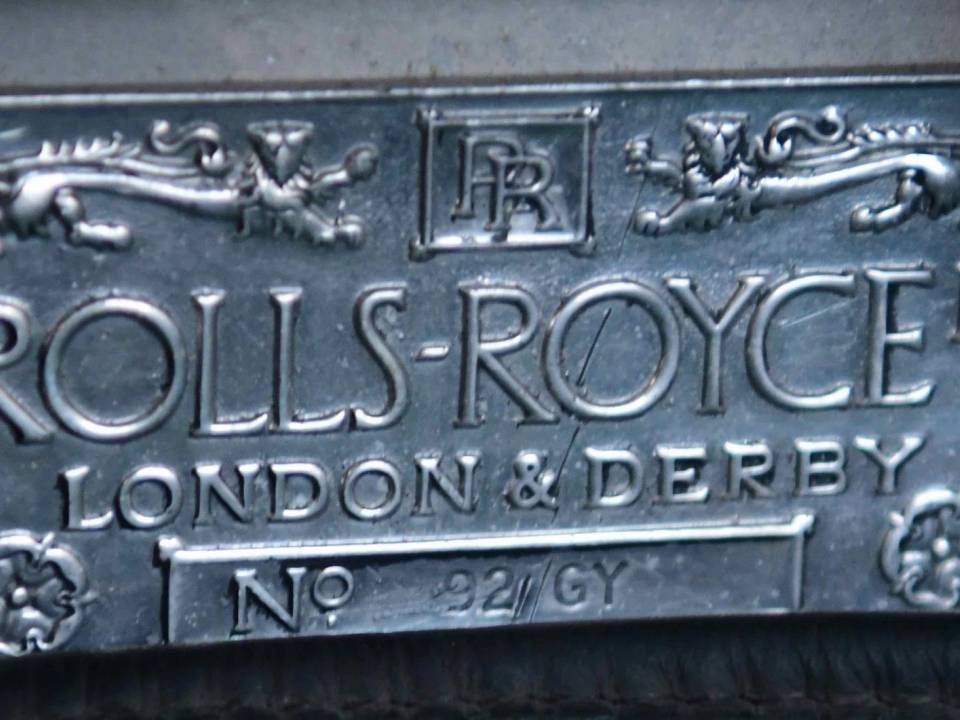 RR
ROLLS-ROYCE
LONDON & DERBY
Nº 92/GY